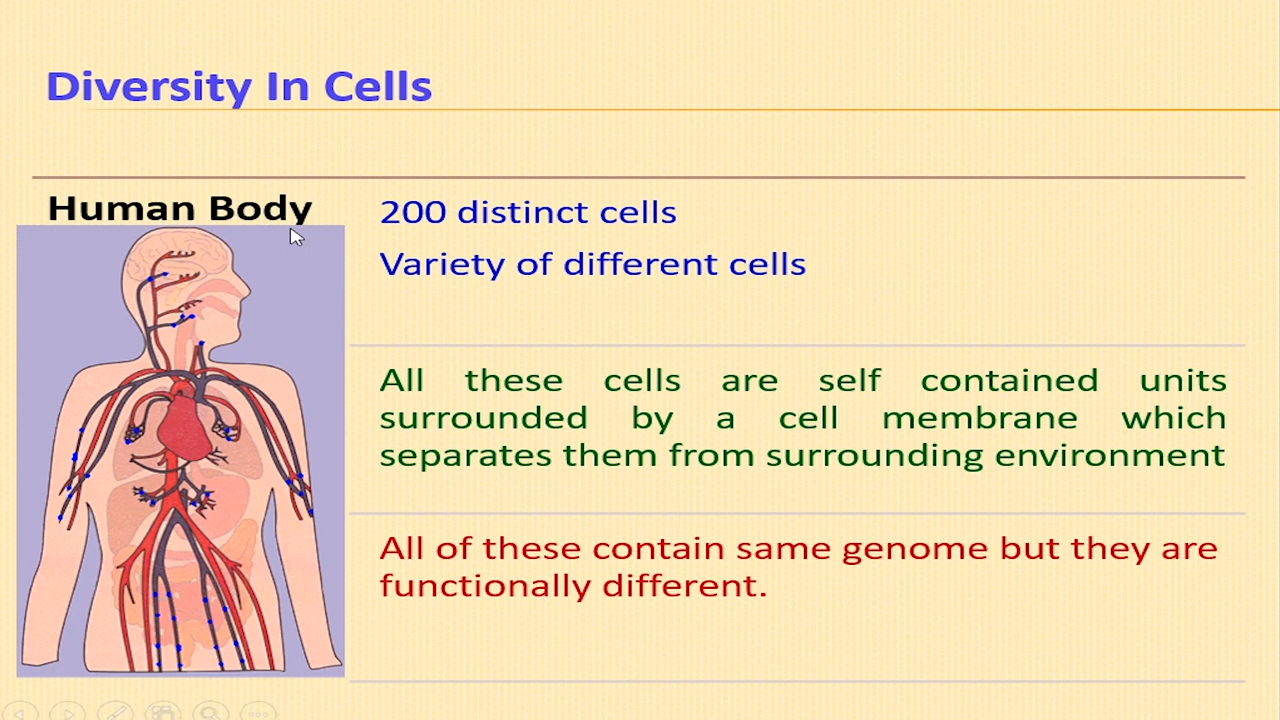 Diversity In Cells
Human Body
200 distinct cells
Variety of different cells
All these cells are self contained units
surrounded by a cell membrane which
separates them from surrounding environment
All of these contain same genome but they are
functionally different.